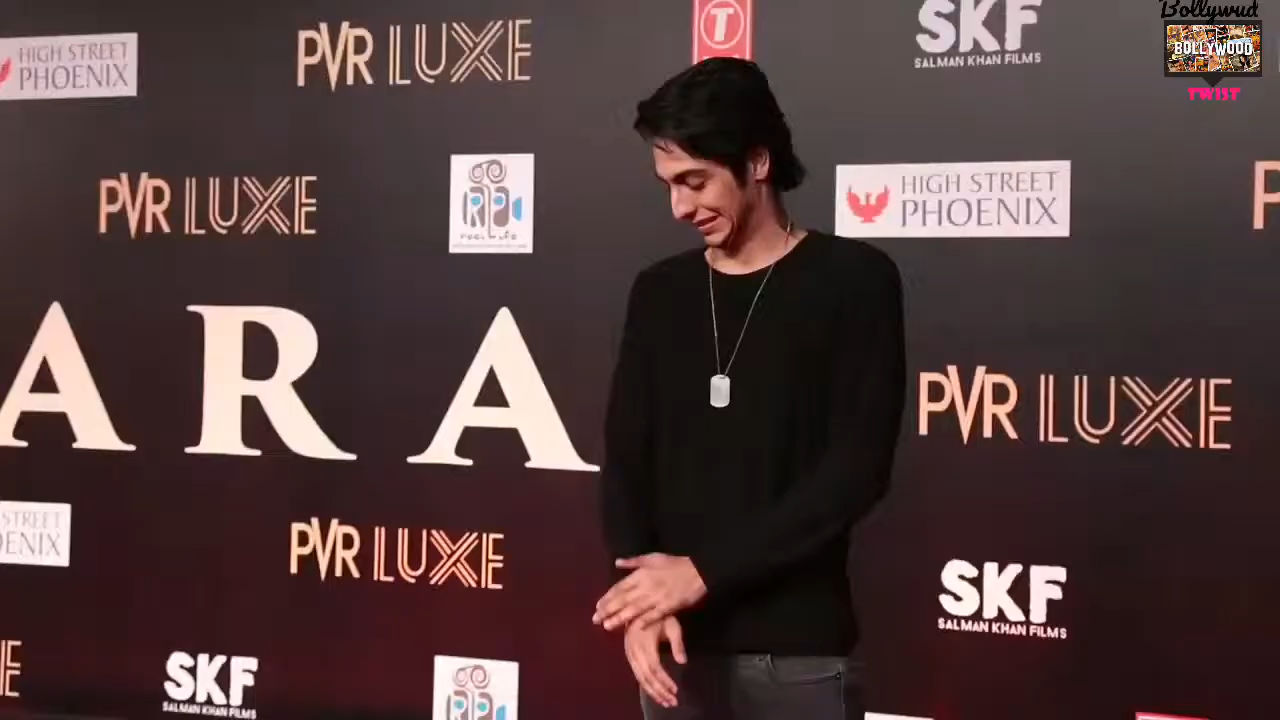 Bollywud
BOLLYWOOD
TWIST
HIGH STREET
PHOENIX
PVR LUXE
T
SKF
SALMAN KHAN FILMS
PVR LUXE
HIGH STREET
PHOENIX
ARA
PVR LUXE
STREET
ENIX
PVR LUXE
SKF
SALMAN KHAN FILMS
E
SKF
SALMAN KHAN FILMS